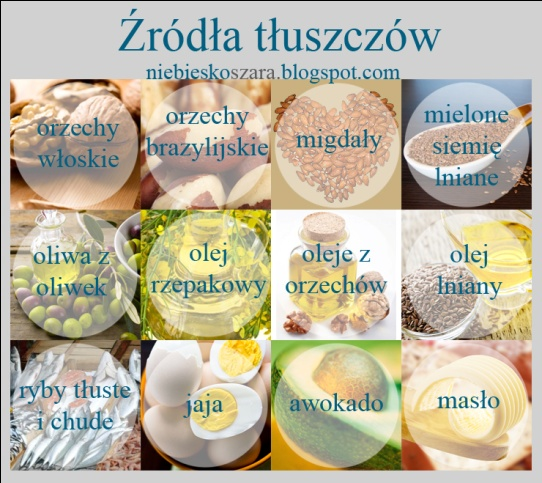 Źródła tłuszczów
niebieskoszara.blogspot.com
orzechy
włoskie
orzechy
brazylijskie
migdały
mielone
siemię
lniane
oliwa z
oliwek
olej
rzepakowy
oleje z
orzechów
olej
lniany
ryby tłuste
i chude
jaja
awokado
masło